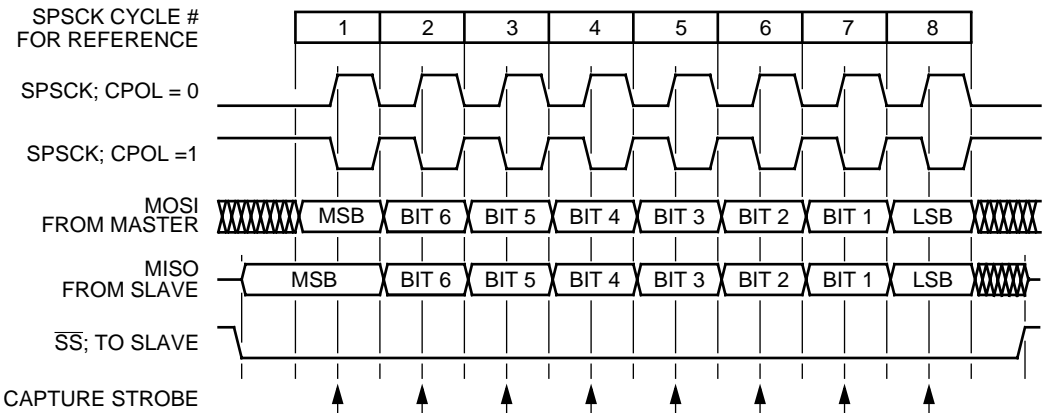 SPSCK CYCLE #
FOR REFERENCE
1 2 3 4 5 6 7 8
SPSCK; CPOL = 0
SPSCK; CPOL =1
MOSI
FROM MASTER
MSB BIT 6 BIT 5 BIT 4 BIT 3 BIT 2 BIT 1 LSB
MISO
FROM SLAVE
MSB BIT 6 BIT 5 BIT 4 BIT 3 BIT 2 BIT 1 LSB
S̅S̅; TO SLAVE
CAPTURE STROBE